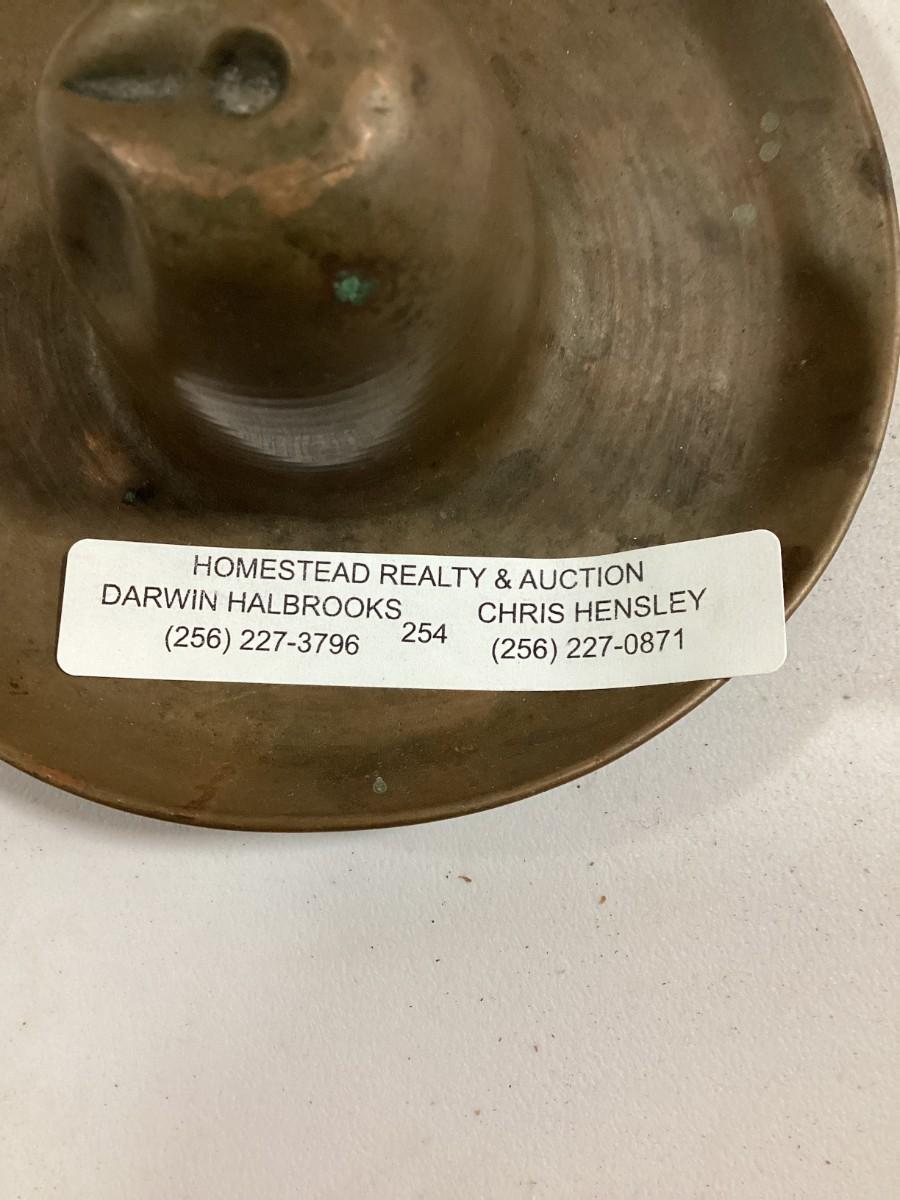 HOMESTEAD REALTY & AUCTION
DARWIN HALBROOKS CHRIS HENSLEY
(256) 227-3796 254 (256) 227-0871